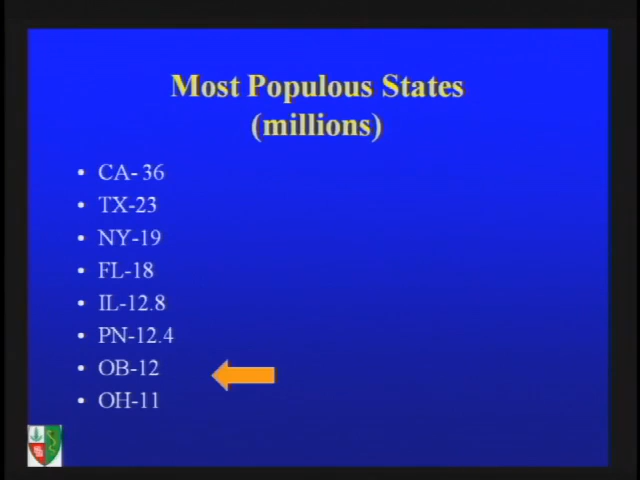 Most Populous States
(millions)
• CA- 36
• TX-23
• NY-19
• FL-18
• IL-12.8
• PN-12.4
• OB-12
• OH-11